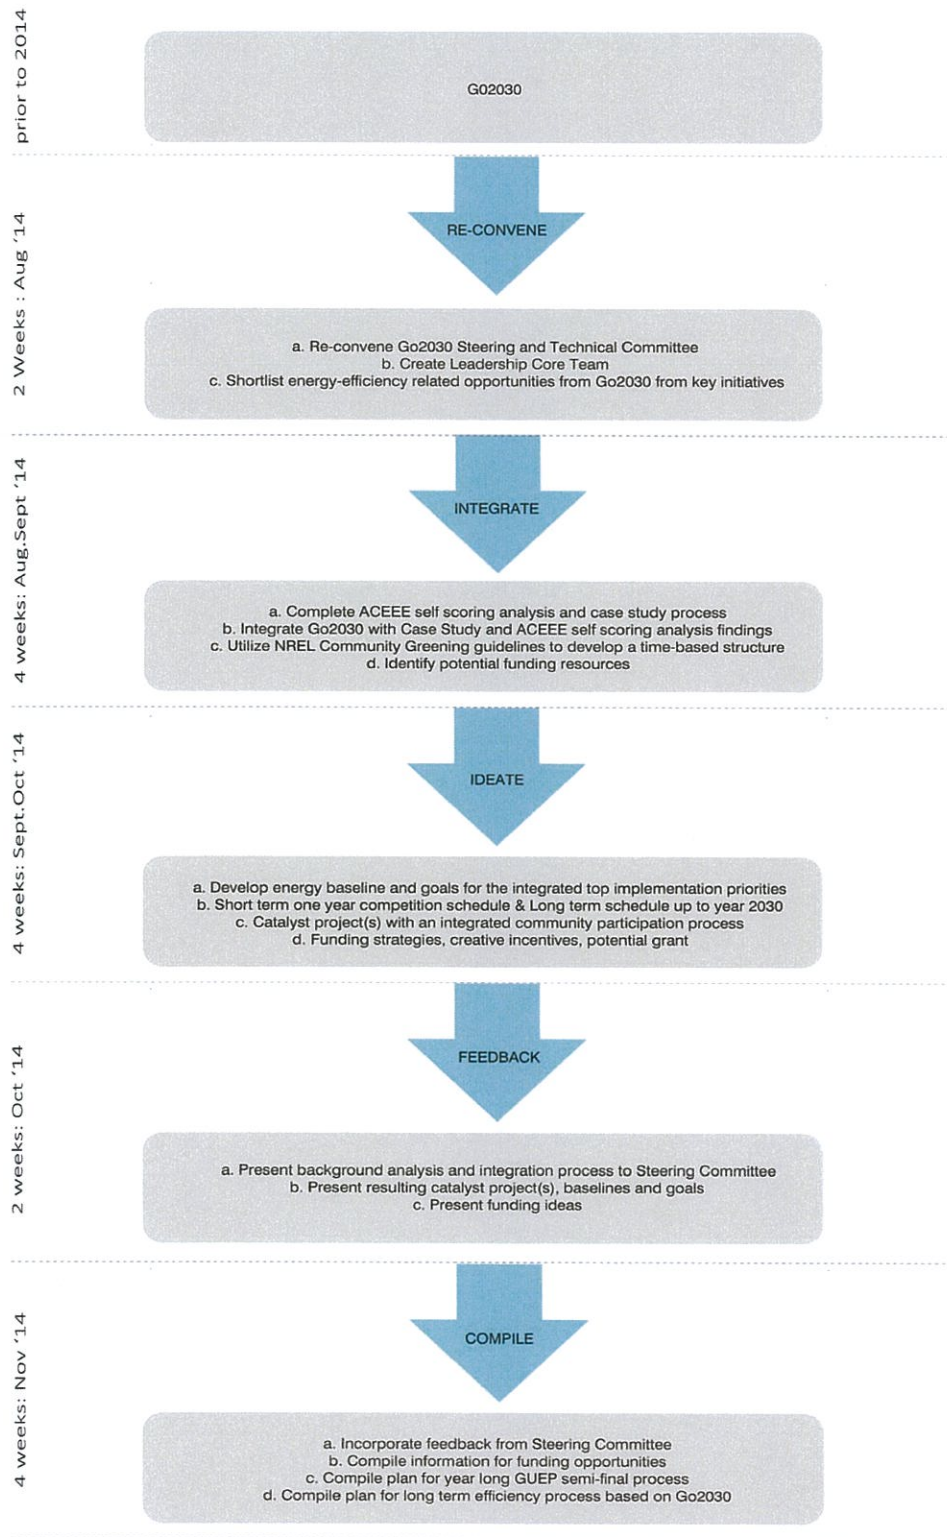 prior to 2014
G02030
2 Weeks : Aug '14
RE-CONVENE
a. Re-convene Go2030 Steering and Technical Committee
b. Create Leadership Core Team
c. Shortlist energy-efficiency related opportunities from Go2030 from key initiatives
4 weeks: Aug.Sept '14
INTEGRATE
a. Complete ACEEE self scoring analysis and case study process
b. Integrate Go2030 with Case Study and ACEEE self scoring analysis findings
c. Utilize NREL Community Greening guidelines to develop a time-based structure
d. Identify potential funding resources
4 weeks: Sept.Oct '14
IDEATE
a. Develop energy baseline and goals for the integrated top implementation priorities
b. Short term one year competition schedule & Long term schedule up to year 2030
c. Catalyst project(s) with an integrated community participation process
d. Funding strategies, creative incentives, potential grant
2 weeks: Oct '14
FEEDBACK
a. Present background analysis and integration process to Steering Committee
b. Present resulting catalyst project(s), baselines and goals
c. Present funding ideas
4 weeks: Nov '14
COMPILE
a. Incorporate feedback from Steering Committee
b. Compile information for funding opportunities
c. Compile plan for year long GUEP semi-final process
d. Compile plan for long term efficiency process based on Go2030